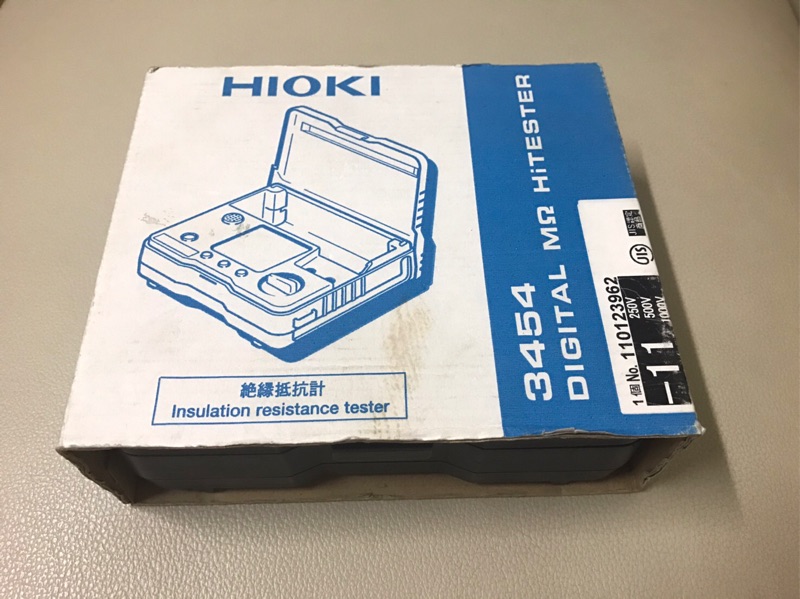 HIOKI
絶縁抵抗計
Insulation resistance tester
3454
DIGITAL MΩ HiTESTER
1個 No. 110123962
-11
250V
500V
1000V
JIS